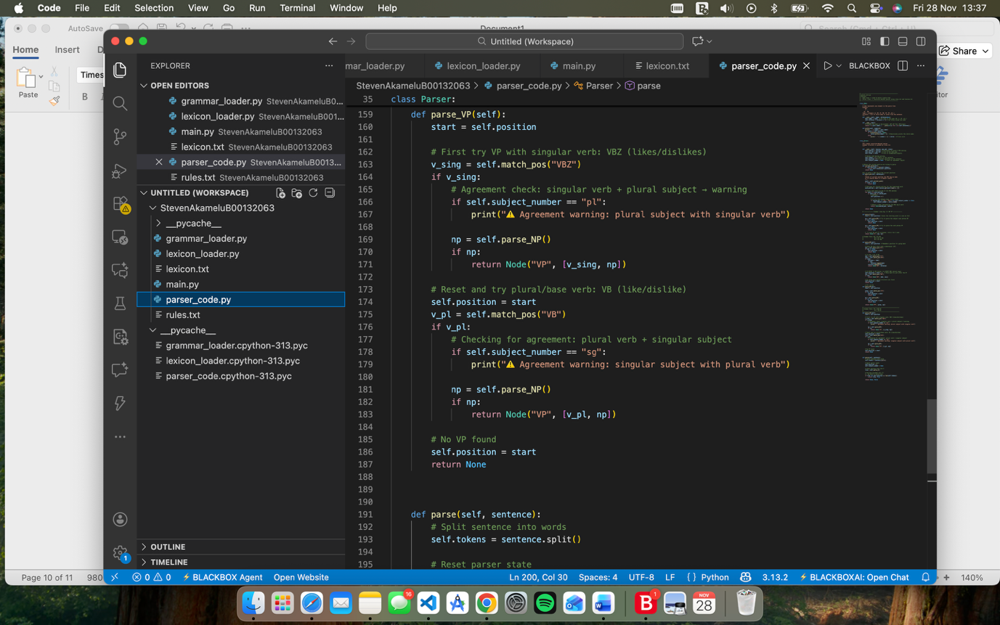 Code File Edit Selection View Go Run Terminal Window Help Fri 28 Nov 13:37
AutoSave Document1
Home Insert Share
Paste Times B
Untitled (Workspace)
EXPLORER
OPEN EDITORS
grammar_loader.py StevenAkameluB0...
lexicon_loader.py StevenAkameluB001...
main.py StevenAkameluB00132063
lexicon.txt StevenAkameluB00132063
parser_code.py StevenAkameluB0013...
rules.txt StevenAkameluB00132063
UNTITLED (WORKSPACE)
StevenAkameluB00132063
__pycache__
grammar_loader.py
lexicon_loader.py
lexicon.txt
main.py
parser_code.py
rules.txt
__pycache__
grammar_loader.cpython-313.pyc
lexicon_loader.cpython-313.pyc
parser_code.cpython-313.pyc
OUTLINE
TIMELINE
mar_loader.py lexicon_loader.py main.py lexicon.txt parser_code.py BLACKBOX
StevenAkameluB00132063 > parser_code.py > Parser > parse
35 class Parser:
159 def parse_VP(self):
160 start = self.position
161
162 # First try VP with singular verb: VBZ (likes/dislikes)
163 v_sing = self.match_pos("VBZ")
164 if v_sing:
165 # Agreement check: singular verb + plural subject → warning
166 if self.subject_number == "pl":
167 print("⚠️ Agreement warning: plural subject with singular verb")
168
169 np = self.parse_NP()
170 if np:
171 return Node("VP", [v_sing, np])
172
173 # Reset and try plural/base verb: VB (like/dislike)
174 self.position = start
175 v_pl = self.match_pos("VB")
176 if v_pl:
177 # Checking for agreement: plural verb + singular subject
178 if self.subject_number == "sg":
179 print("⚠️ Agreement warning: singular subject with plural verb")
180
181 np = self.parse_NP()
182 if np:
183 return Node("VP", [v_pl, np])
184
185 # No VP found
186 self.position = start
187 return None
188
189
190
191 def parse(self, sentence):
192 # Split sentence into words
193 self.tokens = sentence.split()
194
195 # Reset parser state
0 0 BLACKBOX Agent Open Website Ln 200, Col 30 Spaces: 4 UTF-8 LF { } Python 3.13.2 BLACKBOXAI: Open Chat
Page 10 of 11 980 140%
16
1
NOV
28